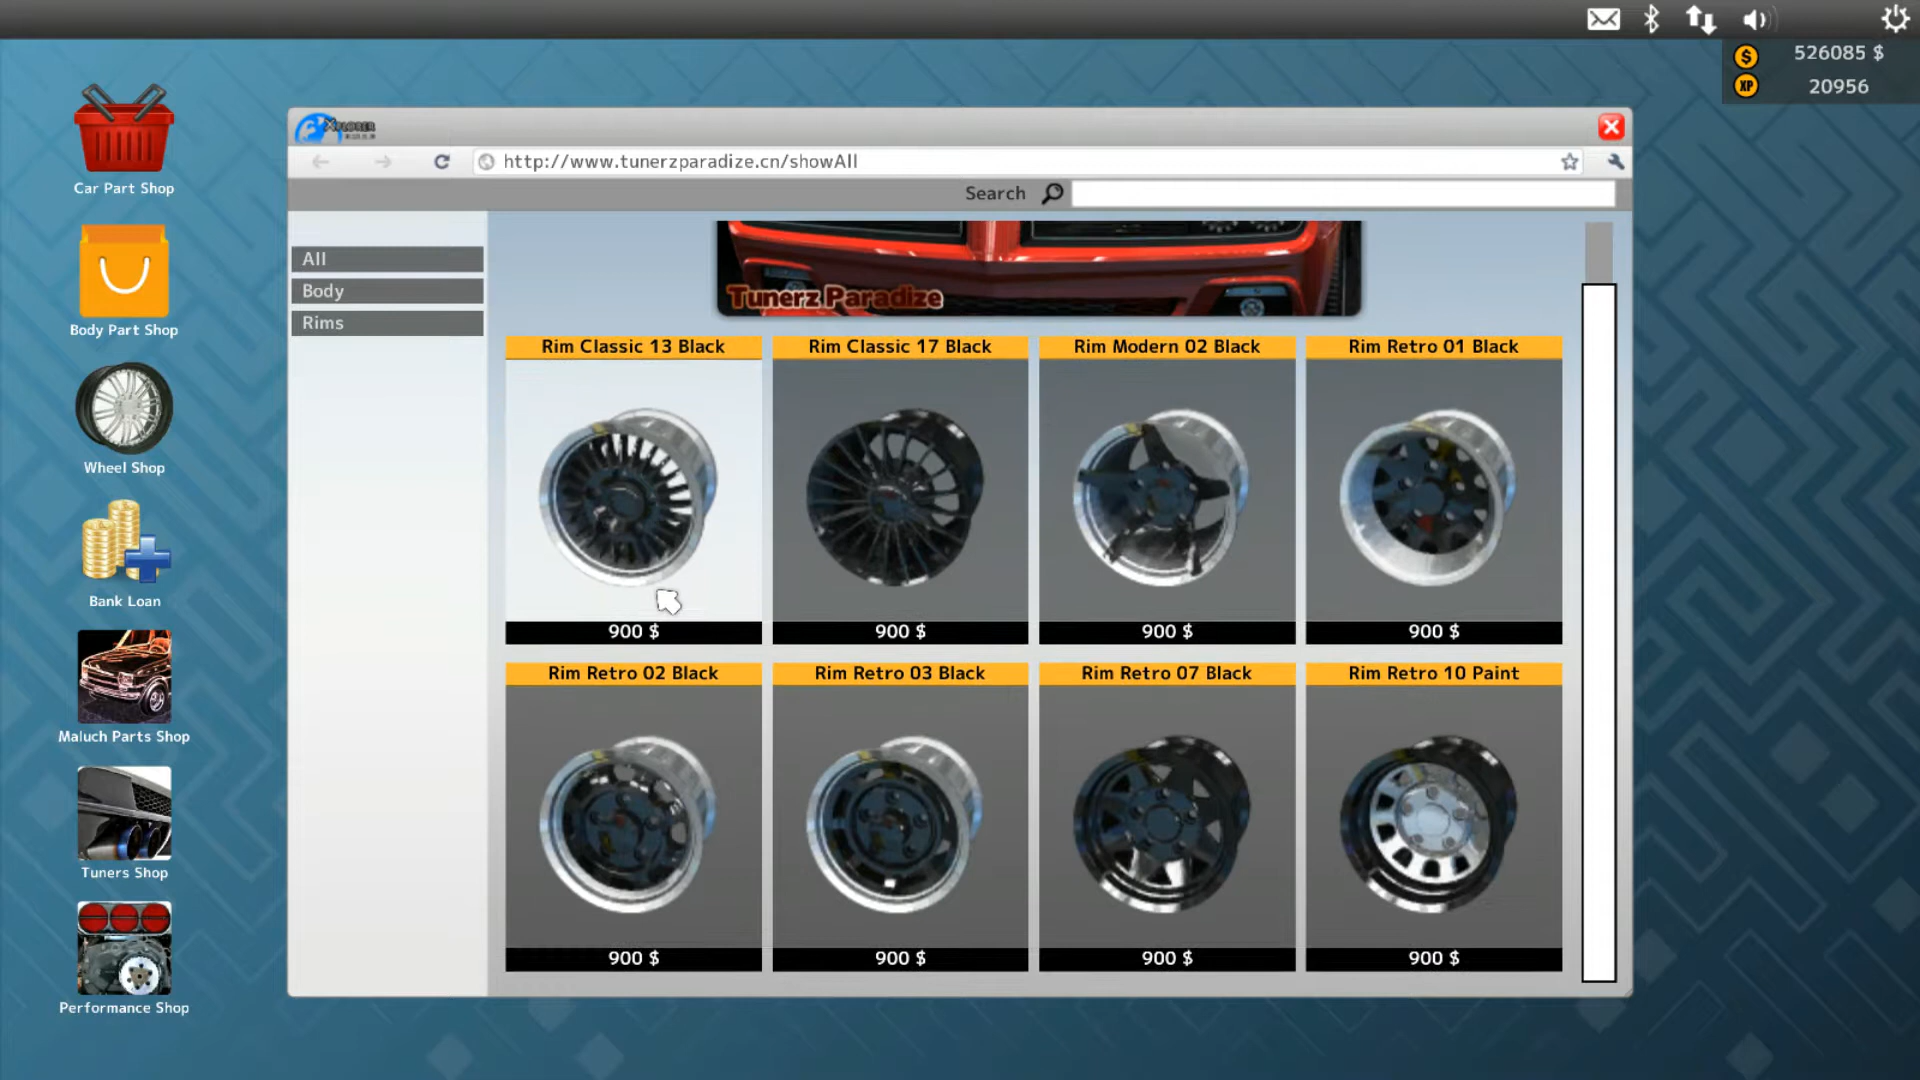 526085 $
XP 20956
Car Part Shop
Body Part Shop
Wheel Shop
Bank Loan
Maluch Parts Shop
Tuners Shop
Performance Shop
XPLORER
http://www.tunerzparadize.cn/showAll
Search
All
Body
Rims
Tunerz Paradize
Rim Classic 13 Black
Rim Classic 17 Black
Rim Modern 02 Black
Rim Retro 01 Black
900 $
900 $
900 $
900 $
Rim Retro 02 Black
Rim Retro 03 Black
Rim Retro 07 Black
Rim Retro 10 Paint
900 $
900 $
900 $
900 $